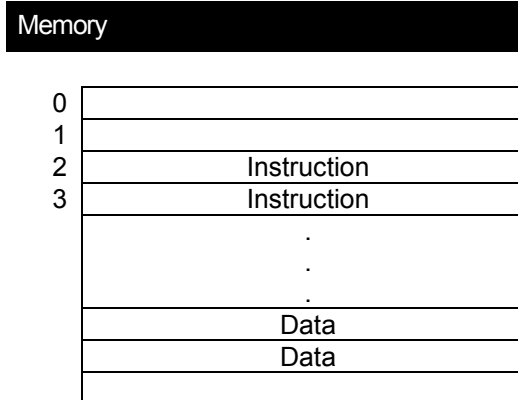 Memory
0
1
2 Instruction
3 Instruction
.
.
.
Data
Data